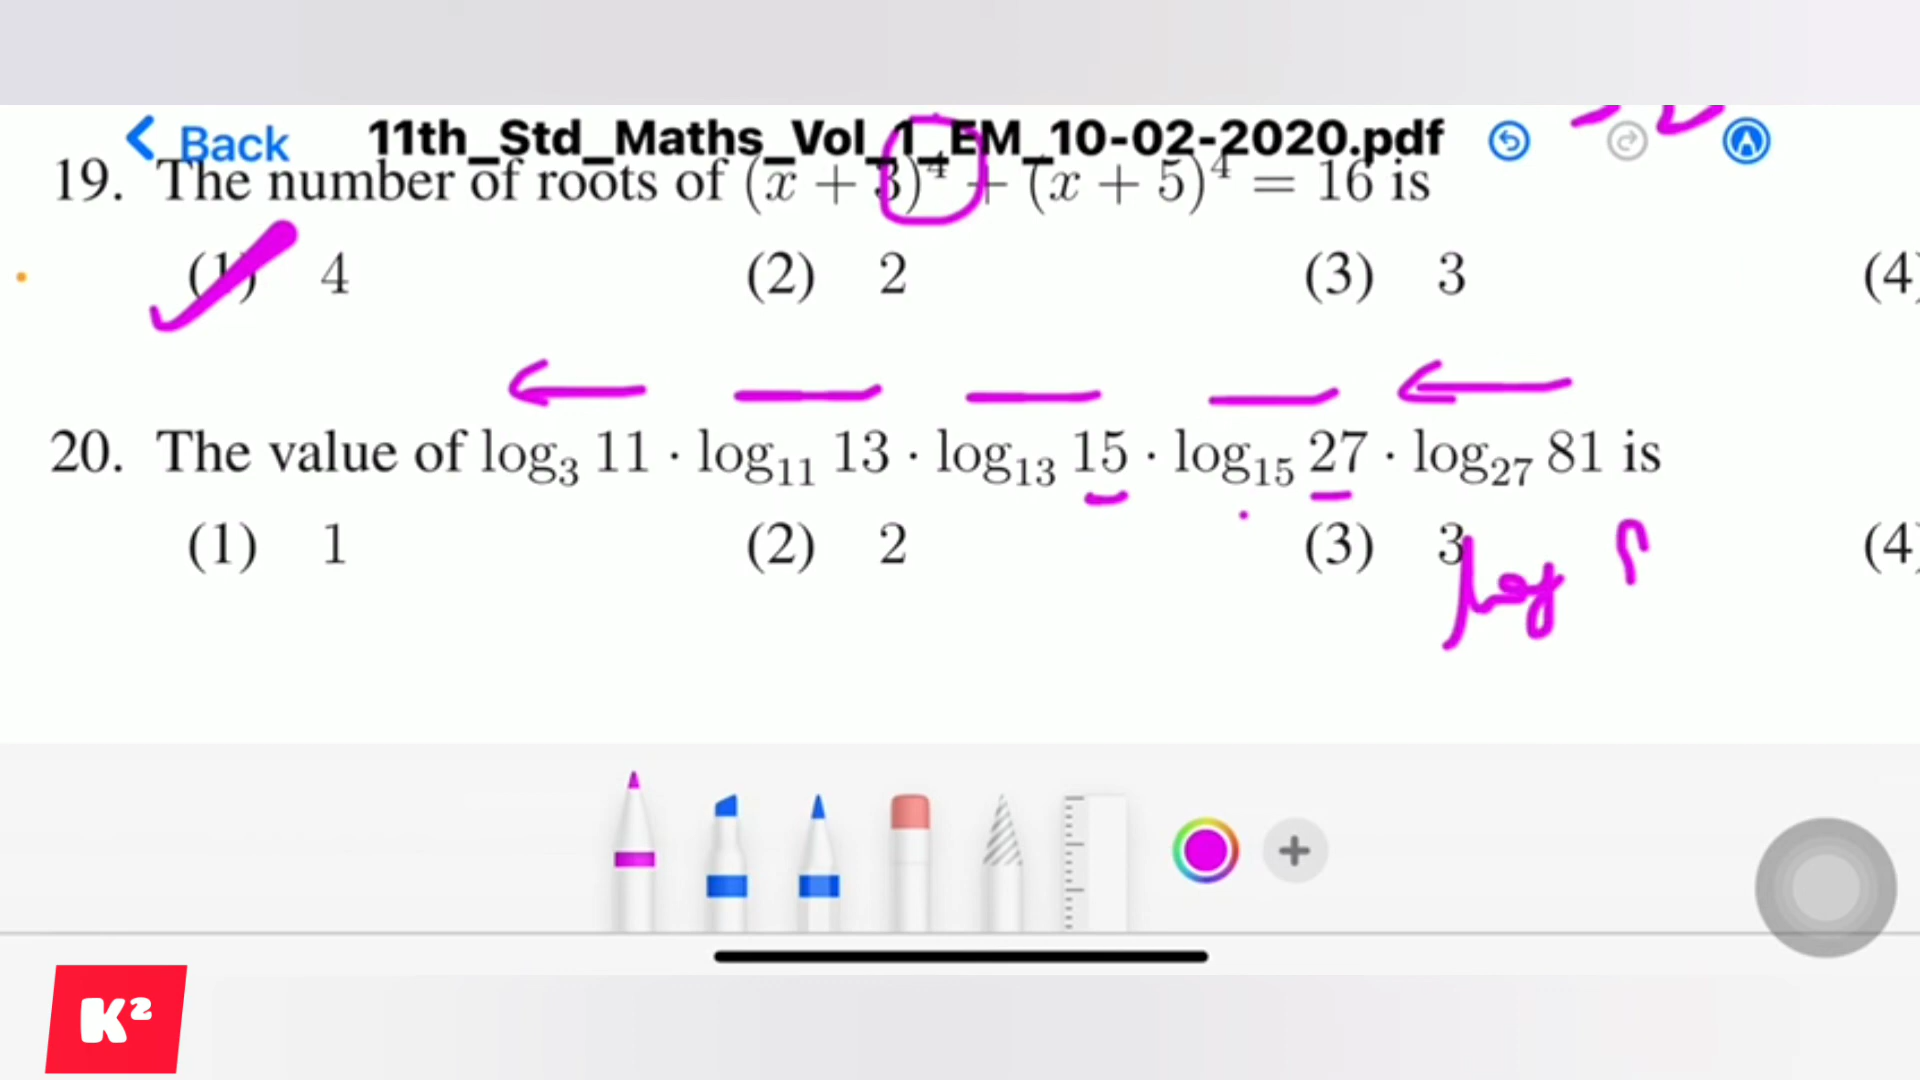 Back 11th_Std_Maths_Vol_1_EM_10-02-2020.pdf
19. The number of roots of (x + 3)⁴ + (x + 5)⁴ = 16 is
(1) 4 (2) 2 (3) 3 (4)
20. The value of log₃ 11 · log₁₁ 13 · log₁₃ 15 · log₁₅ 27 · log₂₇ 81 is
(1) 1 (2) 2 (3) 3 (4)
log
K²